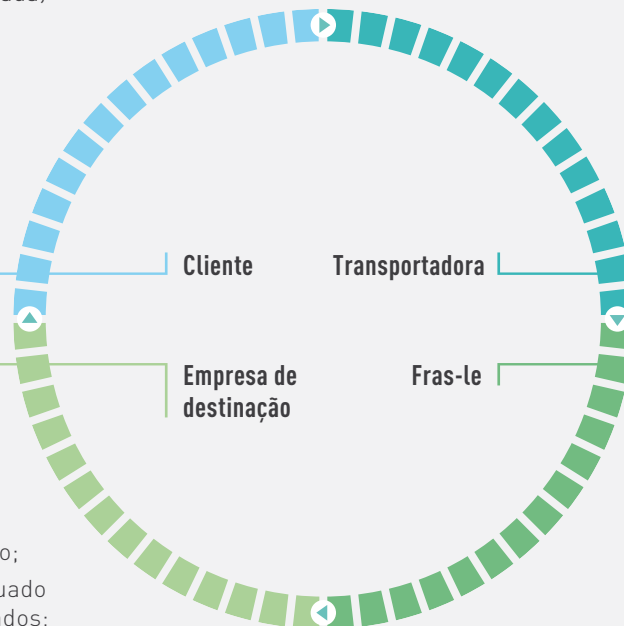 Cliente
Transportadora
Empresa de
destinação
Fras-le